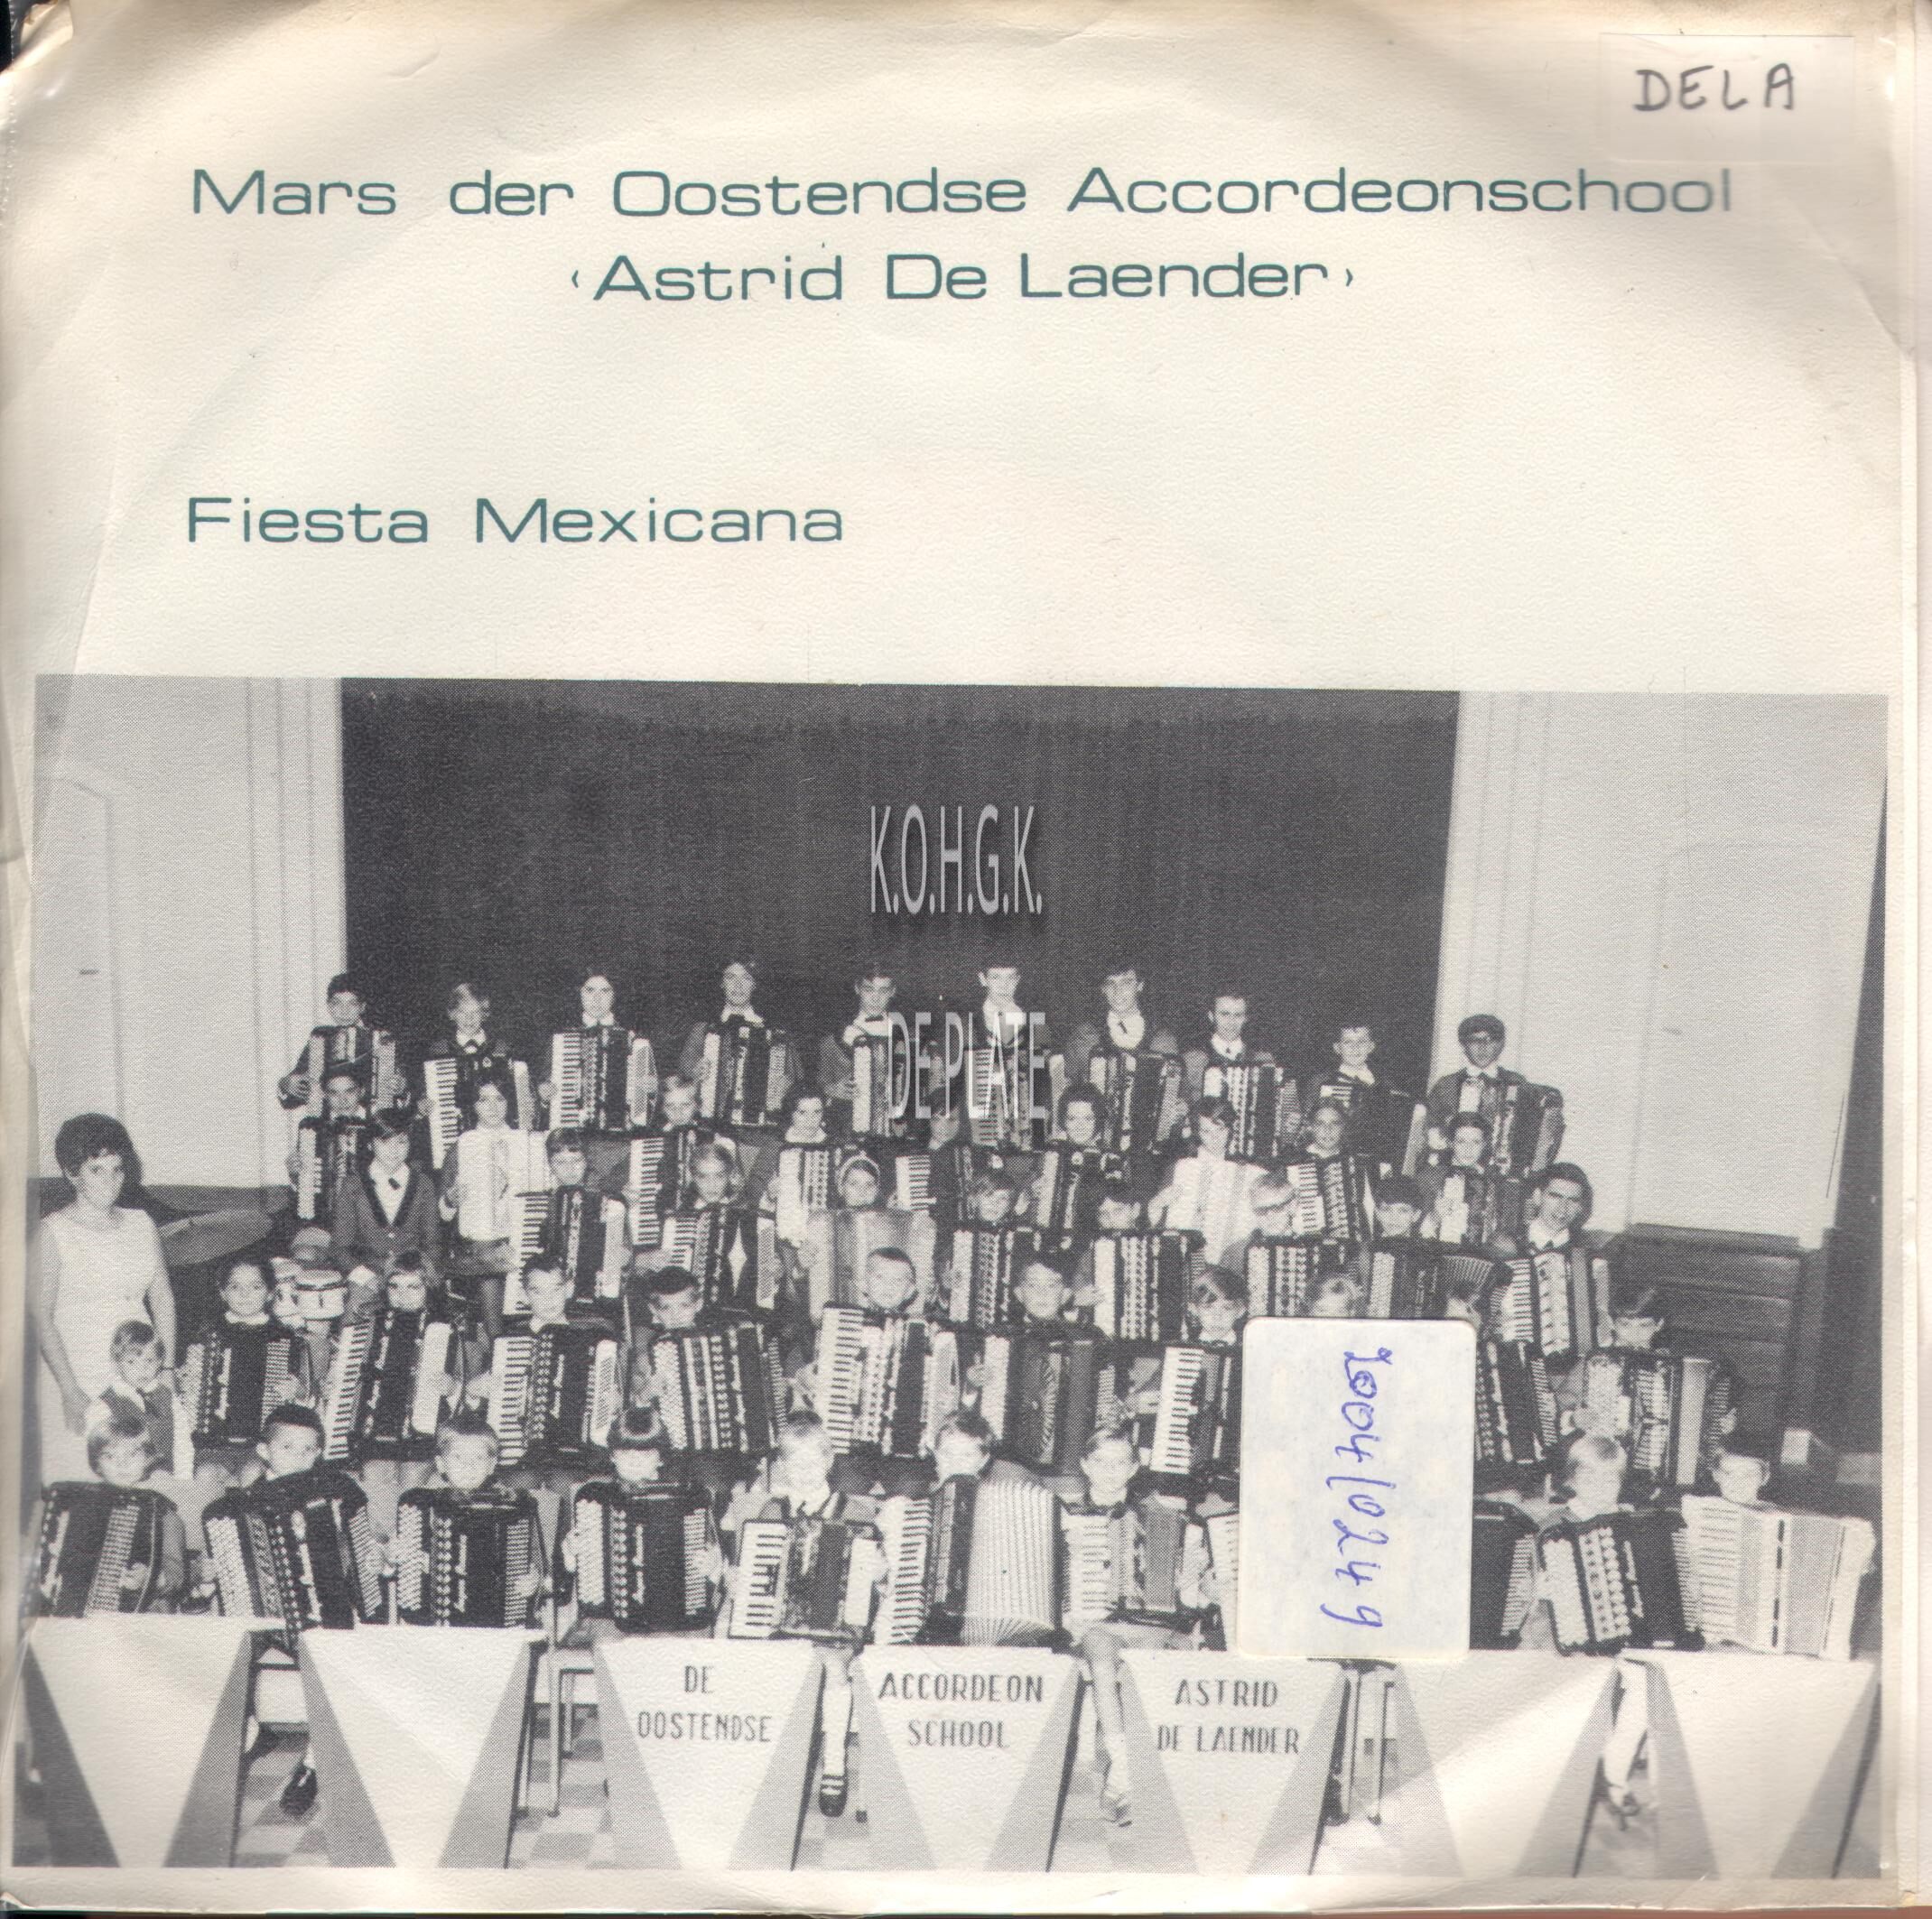 DELA
Mars der Oostendse Accordeonschool
‹Astrid De Laender›
Fiesta Mexicana
K.O.H.G.K.
DE PLATE
2004/0249
DE
OOSTENDSE
ACCORDEON
SCHOOL
ASTRID
DE LAENDER